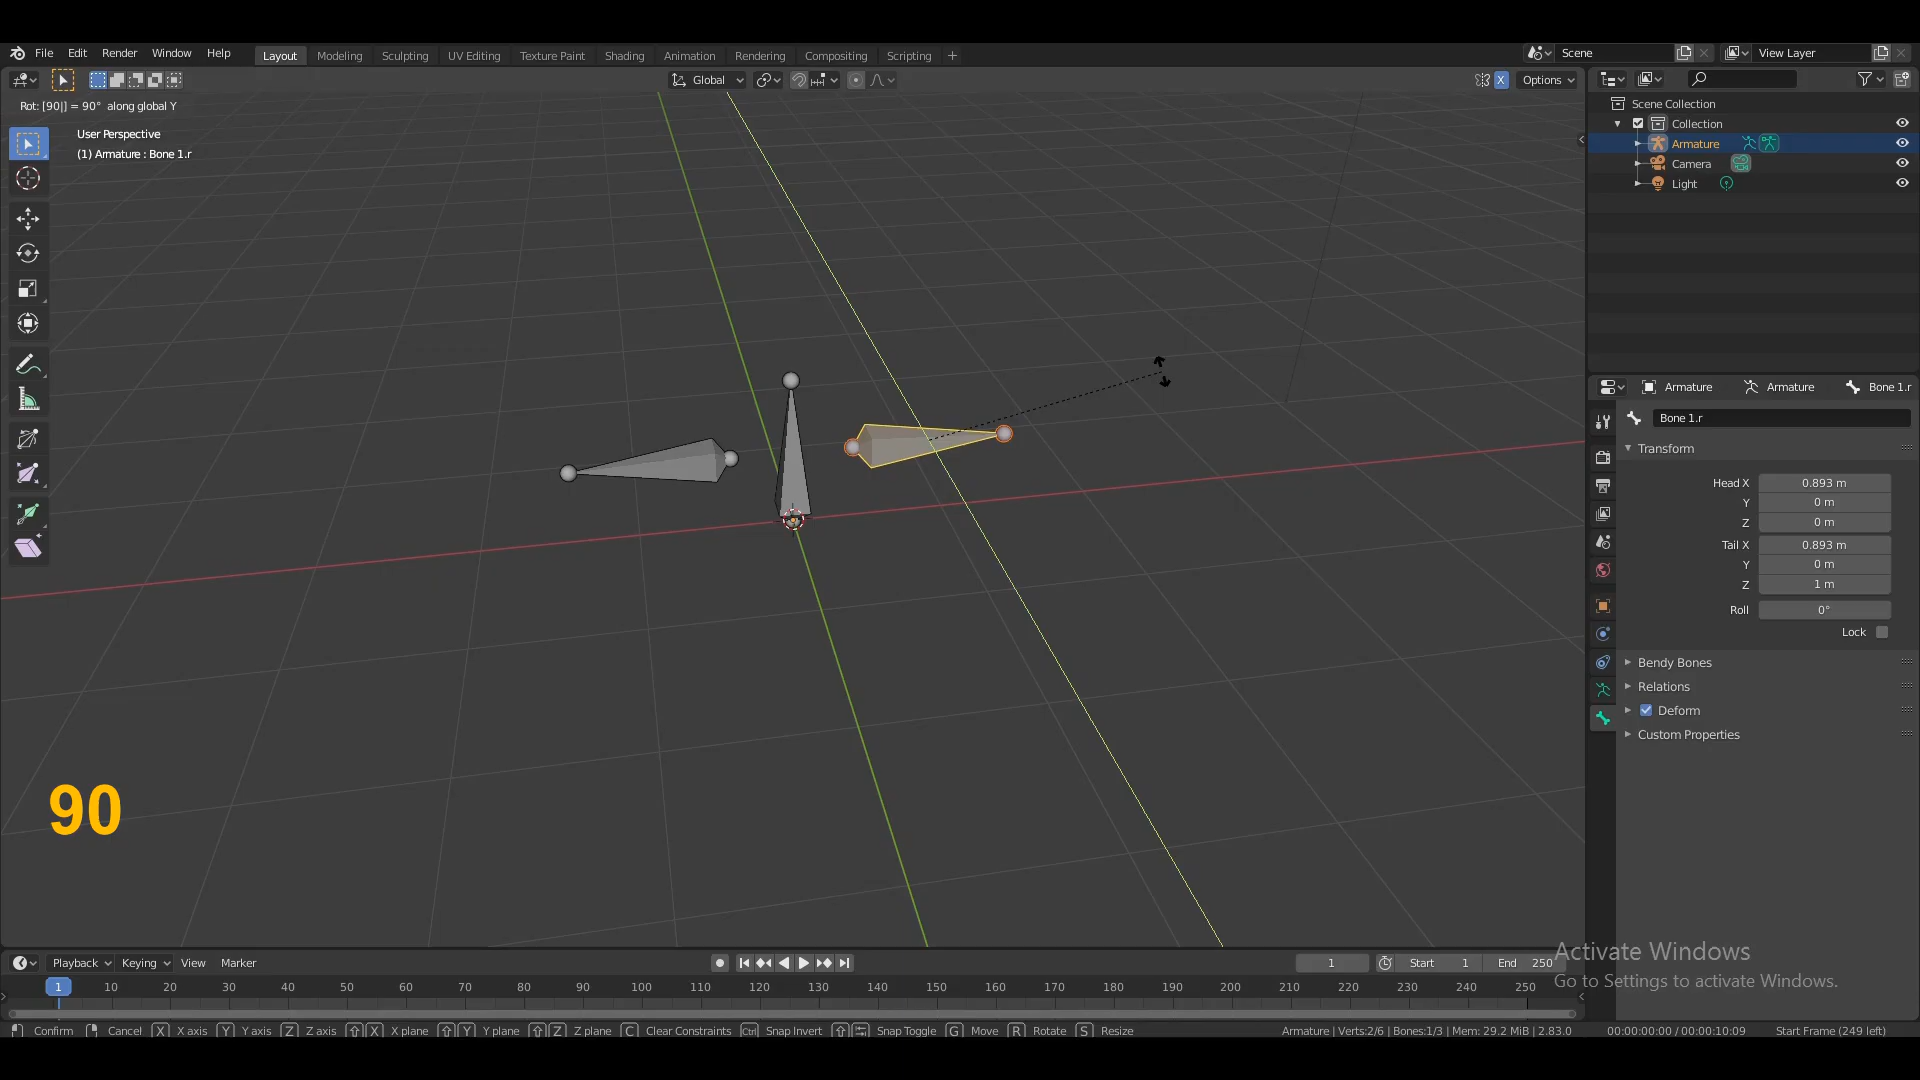 File Edit Render Window Help Layout Modeling Sculpting UV Editing Texture Paint Shading Animation Rendering Compositing Scripting + Scene View Layer
Global X Options
Rot: [90|] = 90° along global Y
User Perspective
(1) Armature : Bone 1.r
Scene Collection
Collection
Armature
Camera
Light
Armature Armature Bone 1.r
Bone 1.r
Transform
Head X 0.893 m
Y 0 m
Z 0 m
Tail X 0.893 m
Y 0 m
Z 1 m
Roll 0°
Lock
Bendy Bones
Relations
Deform
Custom Properties
90
Activate Windows
Go to Settings to activate Windows.
Playback Keying View Marker 1 Start 1 End 250
1 10 20 30 40 50 60 70 80 90 100 110 120 130 140 150 160 170 180 190 200 210 220 230 240 250
Confirm Cancel X X axis Y Y axis Z Z axis X X plane Y Y plane Z Z plane C Clear Constraints Ctrl Snap Invert Snap Toggle G Move R Rotate S Resize Armature | Verts:2/6 | Bones:1/3 | Mem: 29.2 MiB | 2.83.0 00:00:00:00 / 00:00:10:09 Start Frame (249 left)